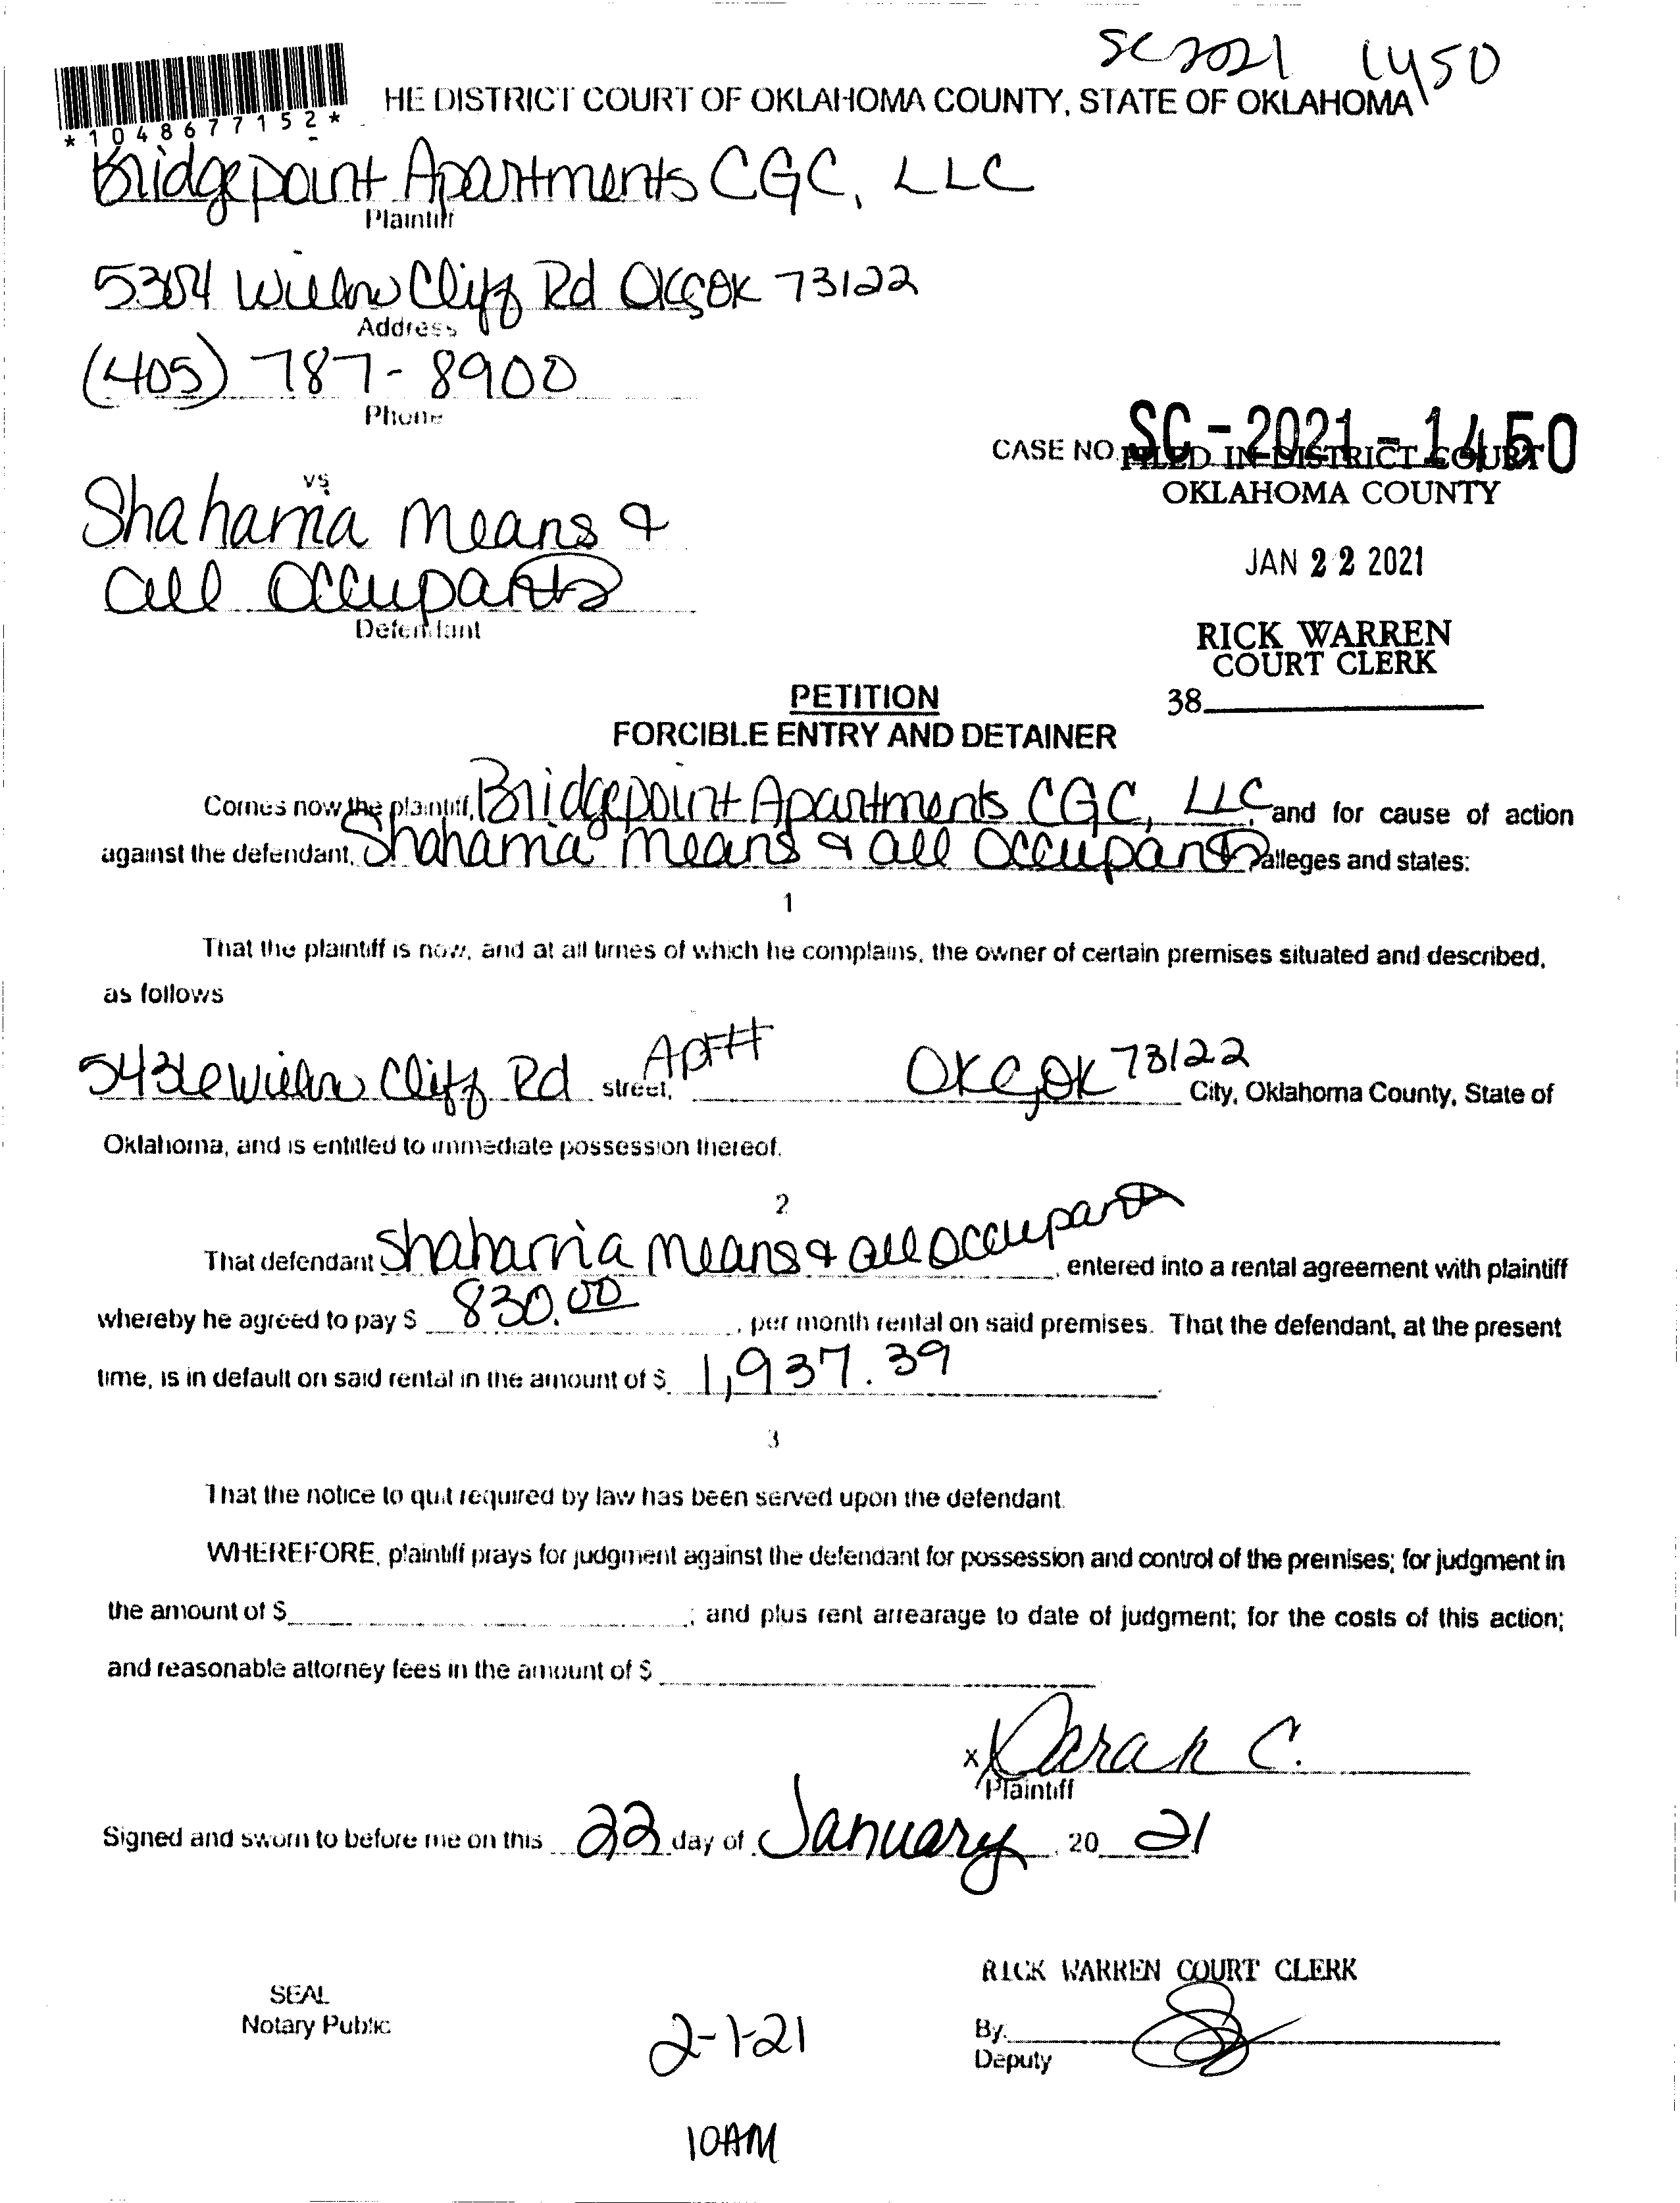 SC 2021 1450
HE DISTRICT COURT OF OKLAHOMA COUNTY, STATE OF OKLAHOMA
*1048677152*
Bridgepoint Apartments CGC, LLC
Plaintiff
Willow Cliff Rd OKC OK 73122
Address
(405) 787-8900
Phone
CASE NO. SC-2021-1450
FILED IN DISTRICT COURT
OKLAHOMA COUNTY
vs
Means &
all Occupants
Defendant
JAN 22 2021
RICK WARREN
COURT CLERK
38
PETITION
FORCIBLE ENTRY AND DETAINER
Comes now the plaintiff, Bridgepoint Apartments CGC, LLC, and for cause of action
against the defendant, Means & all Occupants, alleges and states:
1
That the plaintiff is now, and at all times of which he complains, the owner of certain premises situated and described,
as follows
5436 Willow Cliff Rd street, Apt# OKC, OK 73122 City, Oklahoma County, State of
Oklahoma, and is entitled to immediate possession thereof.
2
That defendant Means & all Occupants, entered into a rental agreement with plaintiff
whereby he agreed to pay $ 830.00, per month rental on said premises. That the defendant, at the present
time, is in default on said rental in the amount of $ 1,937.39.
3
That the notice to quit required by law has been served upon the defendant.
WHEREFORE, plaintiff prays for judgment against the defendant for possession and control of the premises; for judgment in
the amount of $ ; and plus rent arrearage to date of judgment; for the costs of this action;
and reasonable attorney fees in the amount of $
x C.
Plaintiff
Signed and sworn to before me on this 22 day of January, 20 21
RICK WARREN COURT CLERK
SEAL
Notary Public
2-1-21
By:
Deputy
10AM